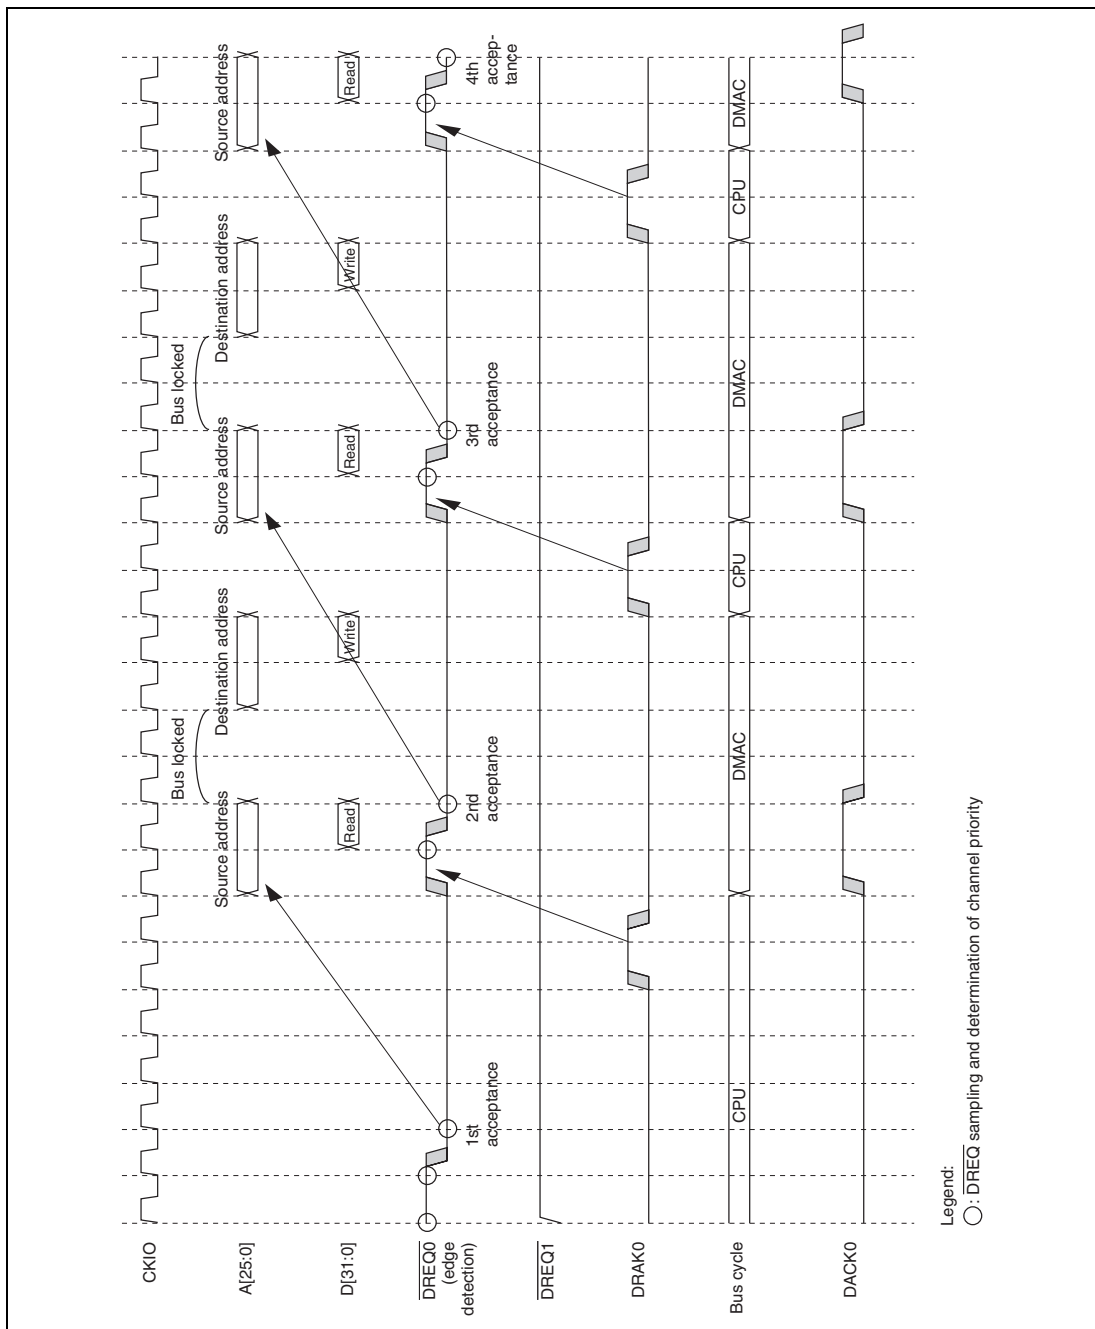 CKIO
Bus locked
Bus locked
A[25:0]
Source address
Destination address
Source address
Destination address
Source address
D[31:0]
Read
Write
Read
Write
Read
DREQ0
(edge
detection)
1st
acceptance
2nd
acceptance
3rd
acceptance
4th
accep-
tance
DREQ1
DRAK0
Bus cycle
CPU
DMAC
CPU
DMAC
CPU
DMAC
DACK0
Legend:
: DREQ sampling and determination of channel priority